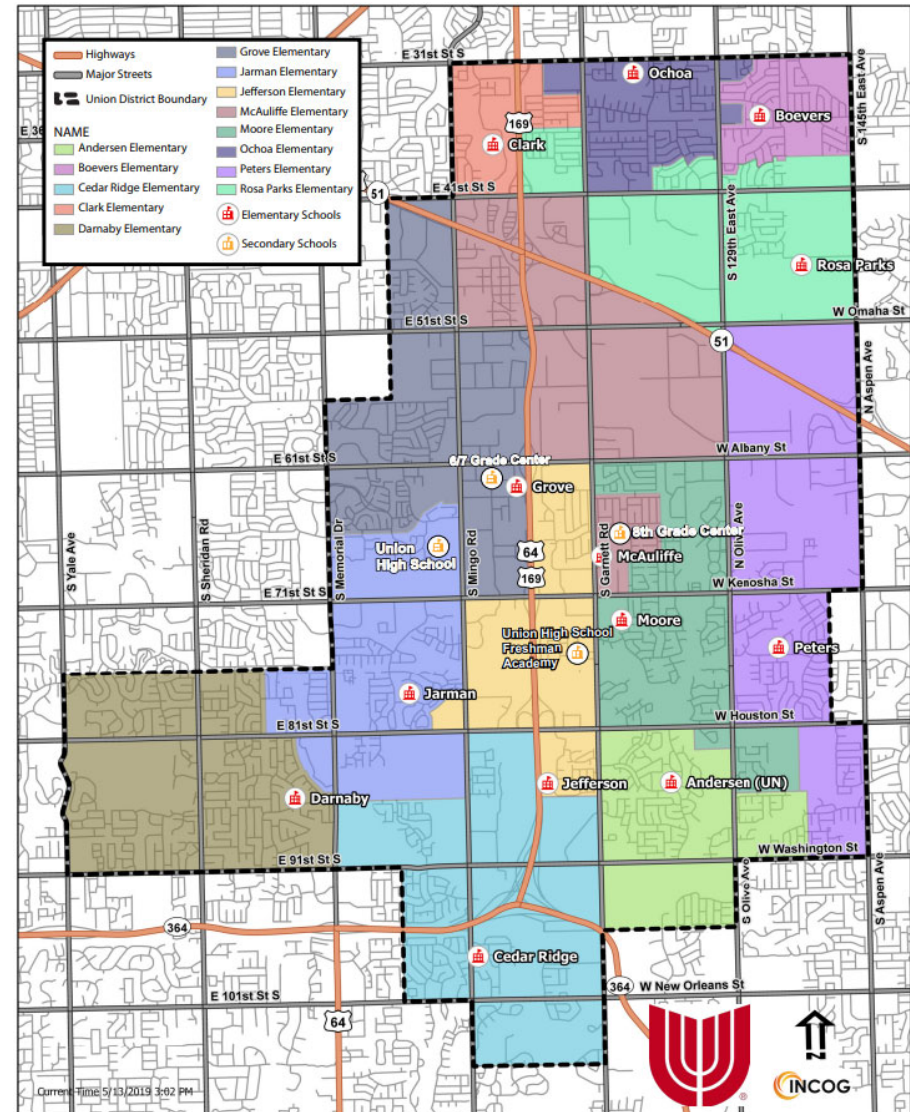 Highways
Major Streets
Union District Boundary
NAME
Andersen Elementary
Boevers Elementary
Cedar Ridge Elementary
Clark Elementary
Darnaby Elementary
Grove Elementary
Jarman Elementary
Jefferson Elementary
McAuliffe Elementary
Moore Elementary
Ochoa Elementary
Peters Elementary
Rosa Parks Elementary
Elementary Schools
Secondary Schools
E 31st St S
Ochoa
S 145th East Ave
E 36
169
Boevers
Clark
51
E 41st St S
S 129th East Ave
Rosa Parks
W Omaha St
E 51st St S
51
N Aspen Ave
W Albany St
E 61st St S
6/7 Grade Center
Grove
S Yale Ave
S Sheridan Rd
S Memorial Dr
Union
High School
S Mingo Rd
64
169
S Garnett Rd
8th Grade Center
McAuliffe
N Olive Ave
E 71st St S
W Kenosha St
Moore
Union High School
Freshman
Academy
Peters
Jarman
E 81st St S
W Houston St
Darnaby
Jefferson
Andersen (UN)
E 91st St S
W Washington St
S Olive Ave
S Aspen Ave
364
Cedar Ridge
E 101st St S
364
W New Orleans St
64
N
®
INCOG
Current Time 5/13/2019 3:02 PM